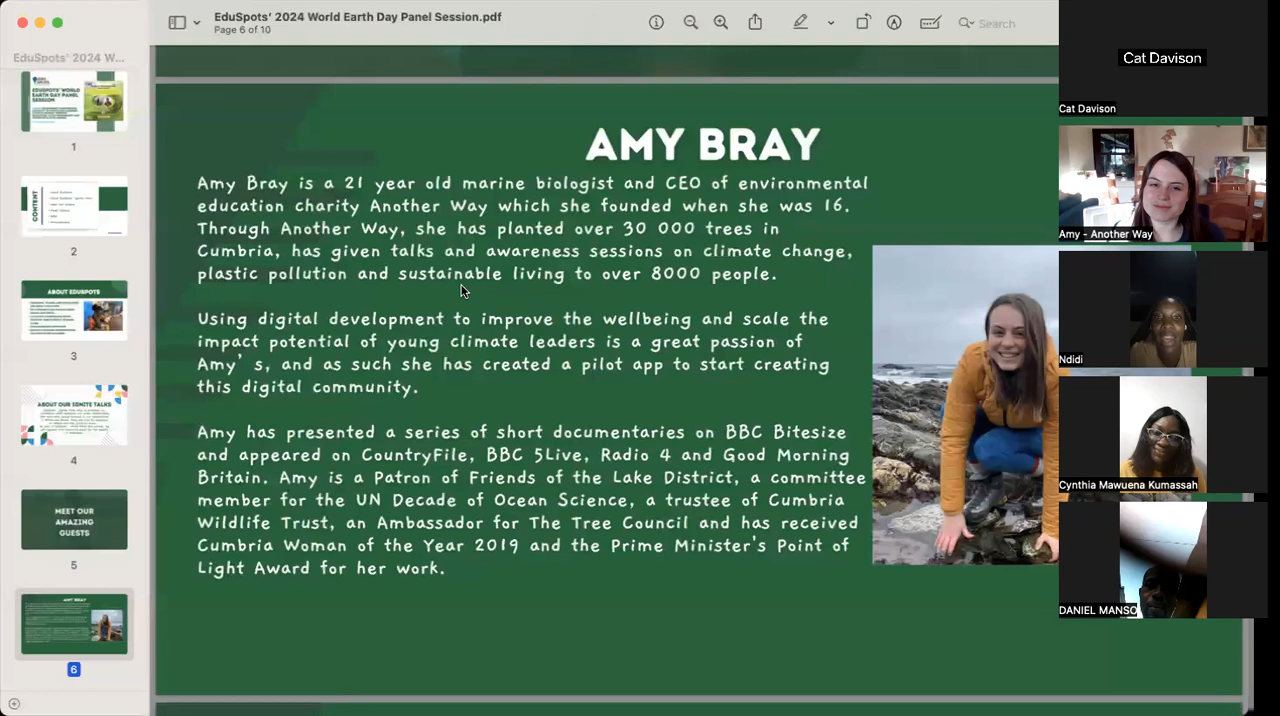 EduSpots' 2024 World Earth Day Panel Session.pdf
Page 6 of 10
Search
EduSpots' 2024 W...
EDUSPOTS' WORLD
EARTH DAY PANEL
SESSION
1
CONTENT
2
ABOUT EDUSPOTS
3
ABOUT OUR IGNITE TALKS
4
MEET OUR
AMAZING
GUESTS
5
AMY BRAY
6
AMY BRAY
Amy Bray is a 21 year old marine biologist and CEO of environmental
education charity Another Way which she founded when she was 16.
Through Another Way, she has planted over 30 000 trees in
Cumbria, has given talks and awareness sessions on climate change,
plastic pollution and sustainable living to over 8000 people.
Using digital development to improve the wellbeing and scale the
impact potential of young climate leaders is a great passion of
Amy's, and as such she has created a pilot app to start creating
this digital community.
Amy has presented a series of short documentaries on BBC Bitesize
and appeared on CountryFile, BBC 5Live, Radio 4 and Good Morning
Britain. Amy is a Patron of Friends of the Lake District, a committee
member for the UN Decade of Ocean Science, a trustee of Cumbria
Wildlife Trust, an Ambassador for The Tree Council and has received
Cumbria Woman of the Year 2019 and the Prime Minister's Point of
Light Award for her work.
Cat Davison
Cat Davison
Amy - Another Way
Ndidi
Cynthia Mawuena Kumassah
DANIEL MANSO